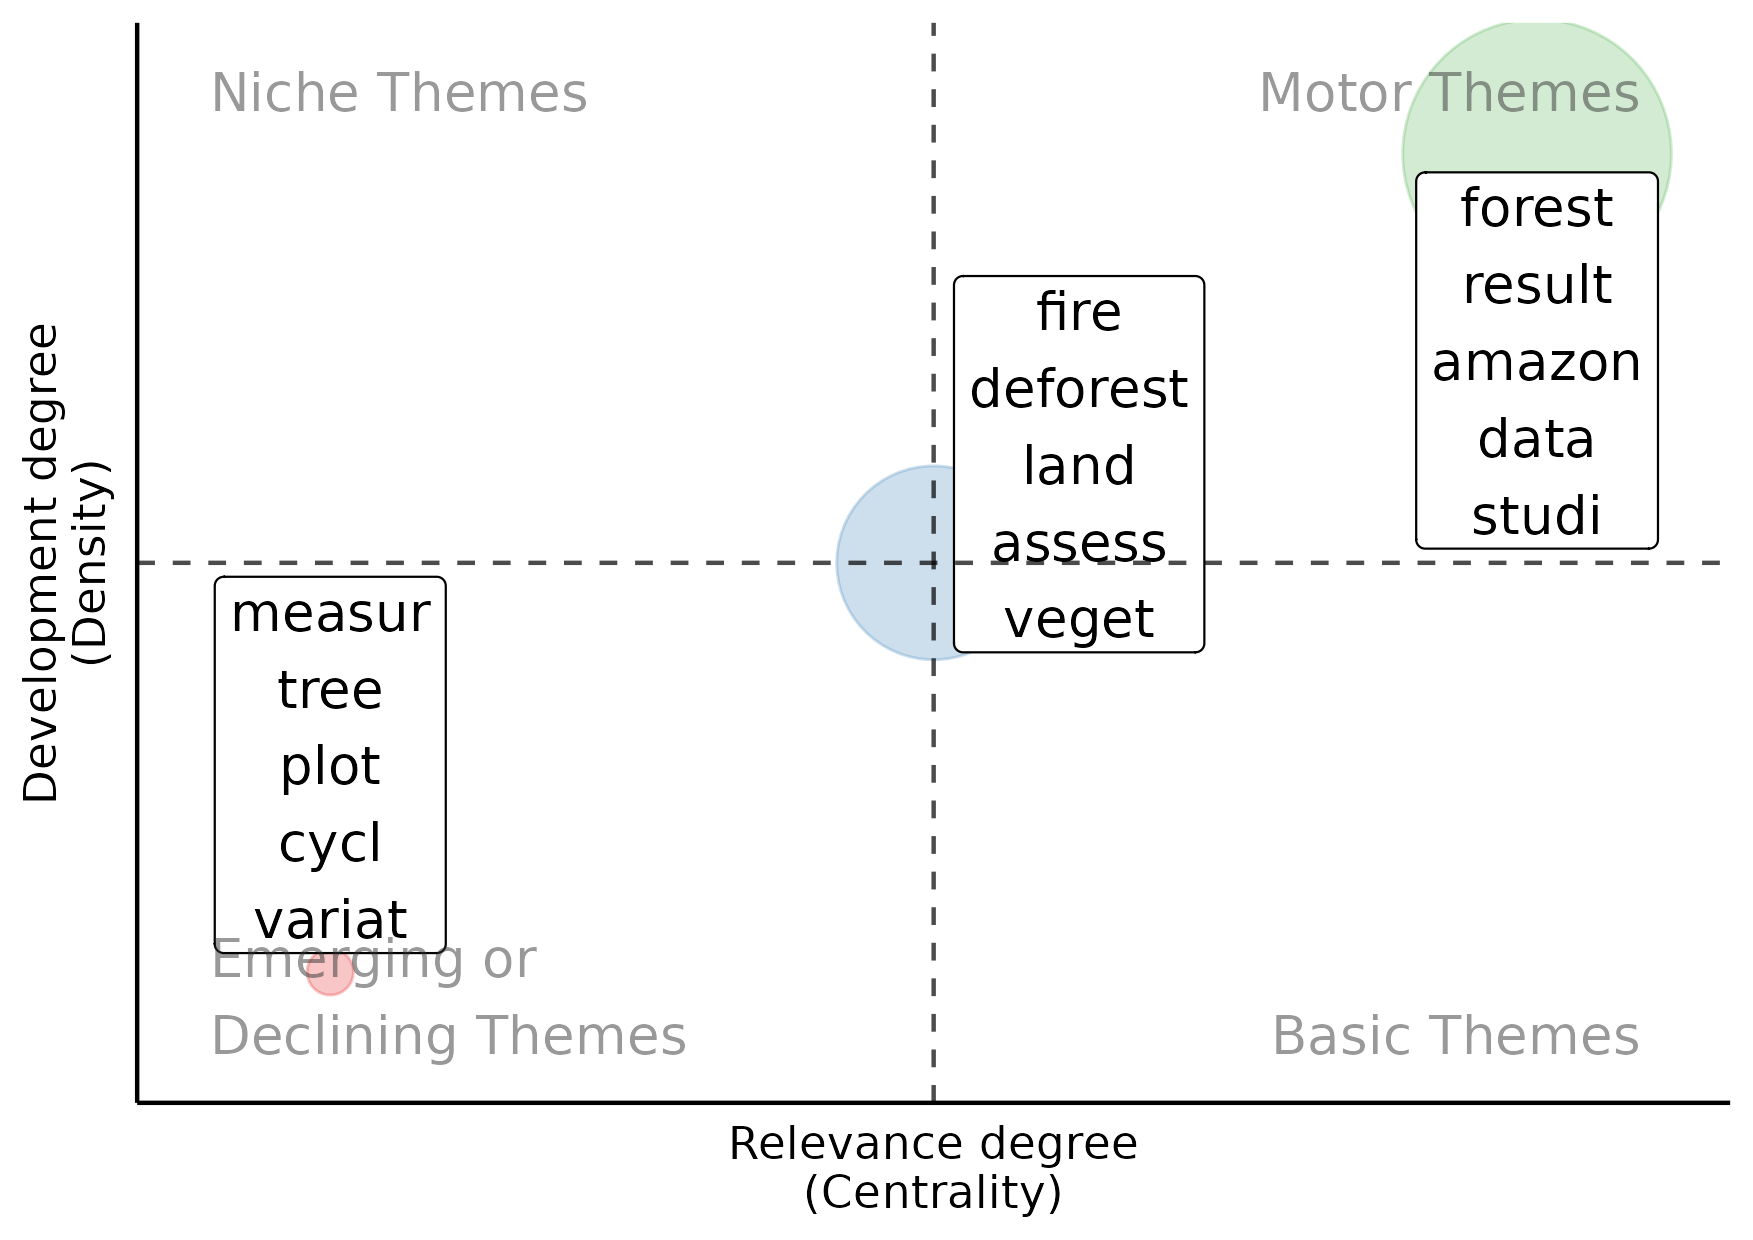 Niche Themes
Motor Themes
forest
result
amazon
data
studi
fire
deforest
land
assess
veget
measur
tree
plot
cycl
variat
Emerging or
Declining Themes
Basic Themes
Development degree
(Density)
Relevance degree
(Centrality)